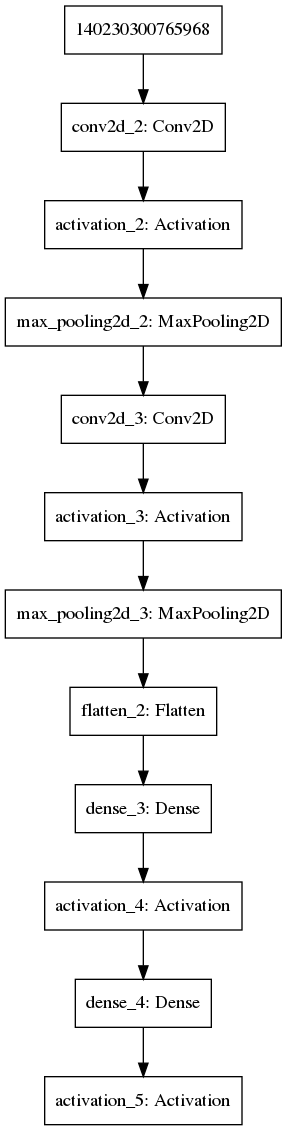 140230300765968
conv2d_2: Conv2D
activation_2: Activation
max_pooling2d_2: MaxPooling2D
conv2d_3: Conv2D
activation_3: Activation
max_pooling2d_3: MaxPooling2D
flatten_2: Flatten
dense_3: Dense
activation_4: Activation
dense_4: Dense
activation_5: Activation